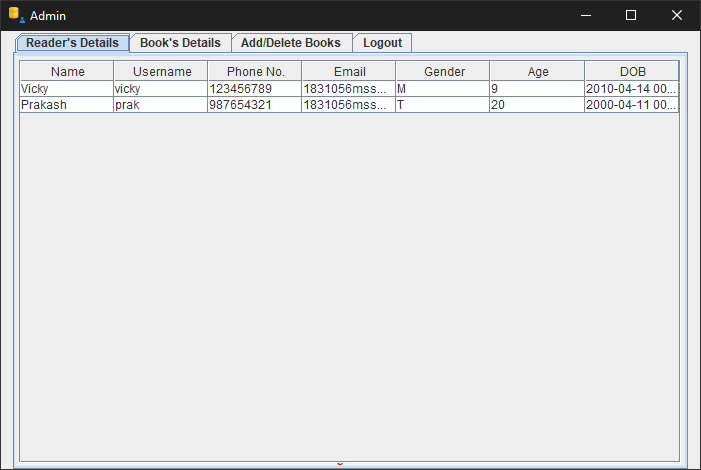 Admin
Reader's Details Book's Details Add/Delete Books Logout
Name Username Phone No. Email Gender Age DOB
Vicky vicky 123456789 1831056mss... M 9 2010-04-14 00...
Prakash prak 987654321 1831056mss... T 20 2000-04-11 00...